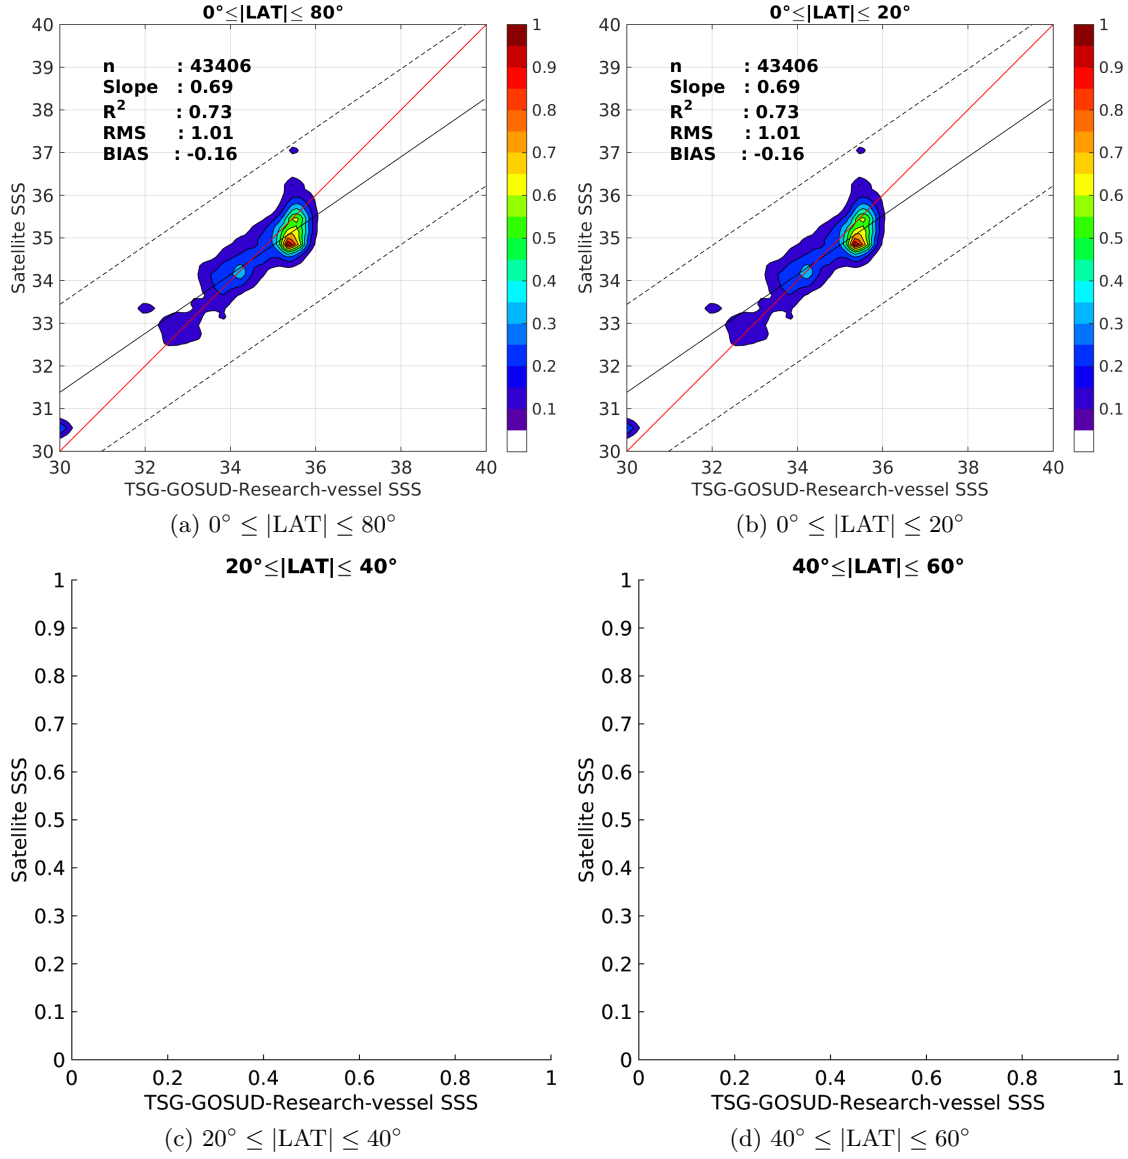 0°≤|LAT|≤ 80°
40
39
38
37
36
35
34
33
32
31
30
n : 43406
Slope : 0.69
R² : 0.73
RMS : 1.01
BIAS : -0.16
Satellite SSS
30 32 34 36 38 40
TSG-GOSUD-Research-vessel SSS
1
0.9
0.8
0.7
0.6
0.5
0.4
0.3
0.2
0.1
(a) 0° ≤ |LAT| ≤ 80°
0°≤|LAT|≤ 20°
40
39
38
37
36
35
34
33
32
31
30
n : 43406
Slope : 0.69
R² : 0.73
RMS : 1.01
BIAS : -0.16
Satellite SSS
30 32 34 36 38 40
TSG-GOSUD-Research-vessel SSS
1
0.9
0.8
0.7
0.6
0.5
0.4
0.3
0.2
0.1
(b) 0° ≤ |LAT| ≤ 20°
20°≤|LAT|≤ 40°
1
0.9
0.8
0.7
0.6
0.5
0.4
0.3
0.2
0.1
0
Satellite SSS
0 0.2 0.4 0.6 0.8 1
TSG-GOSUD-Research-vessel SSS
(c) 20° ≤ |LAT| ≤ 40°
40°≤|LAT|≤ 60°
1
0.9
0.8
0.7
0.6
0.5
0.4
0.3
0.2
0.1
0
Satellite SSS
0 0.2 0.4 0.6 0.8 1
TSG-GOSUD-Research-vessel SSS
(d) 40° ≤ |LAT| ≤ 60°